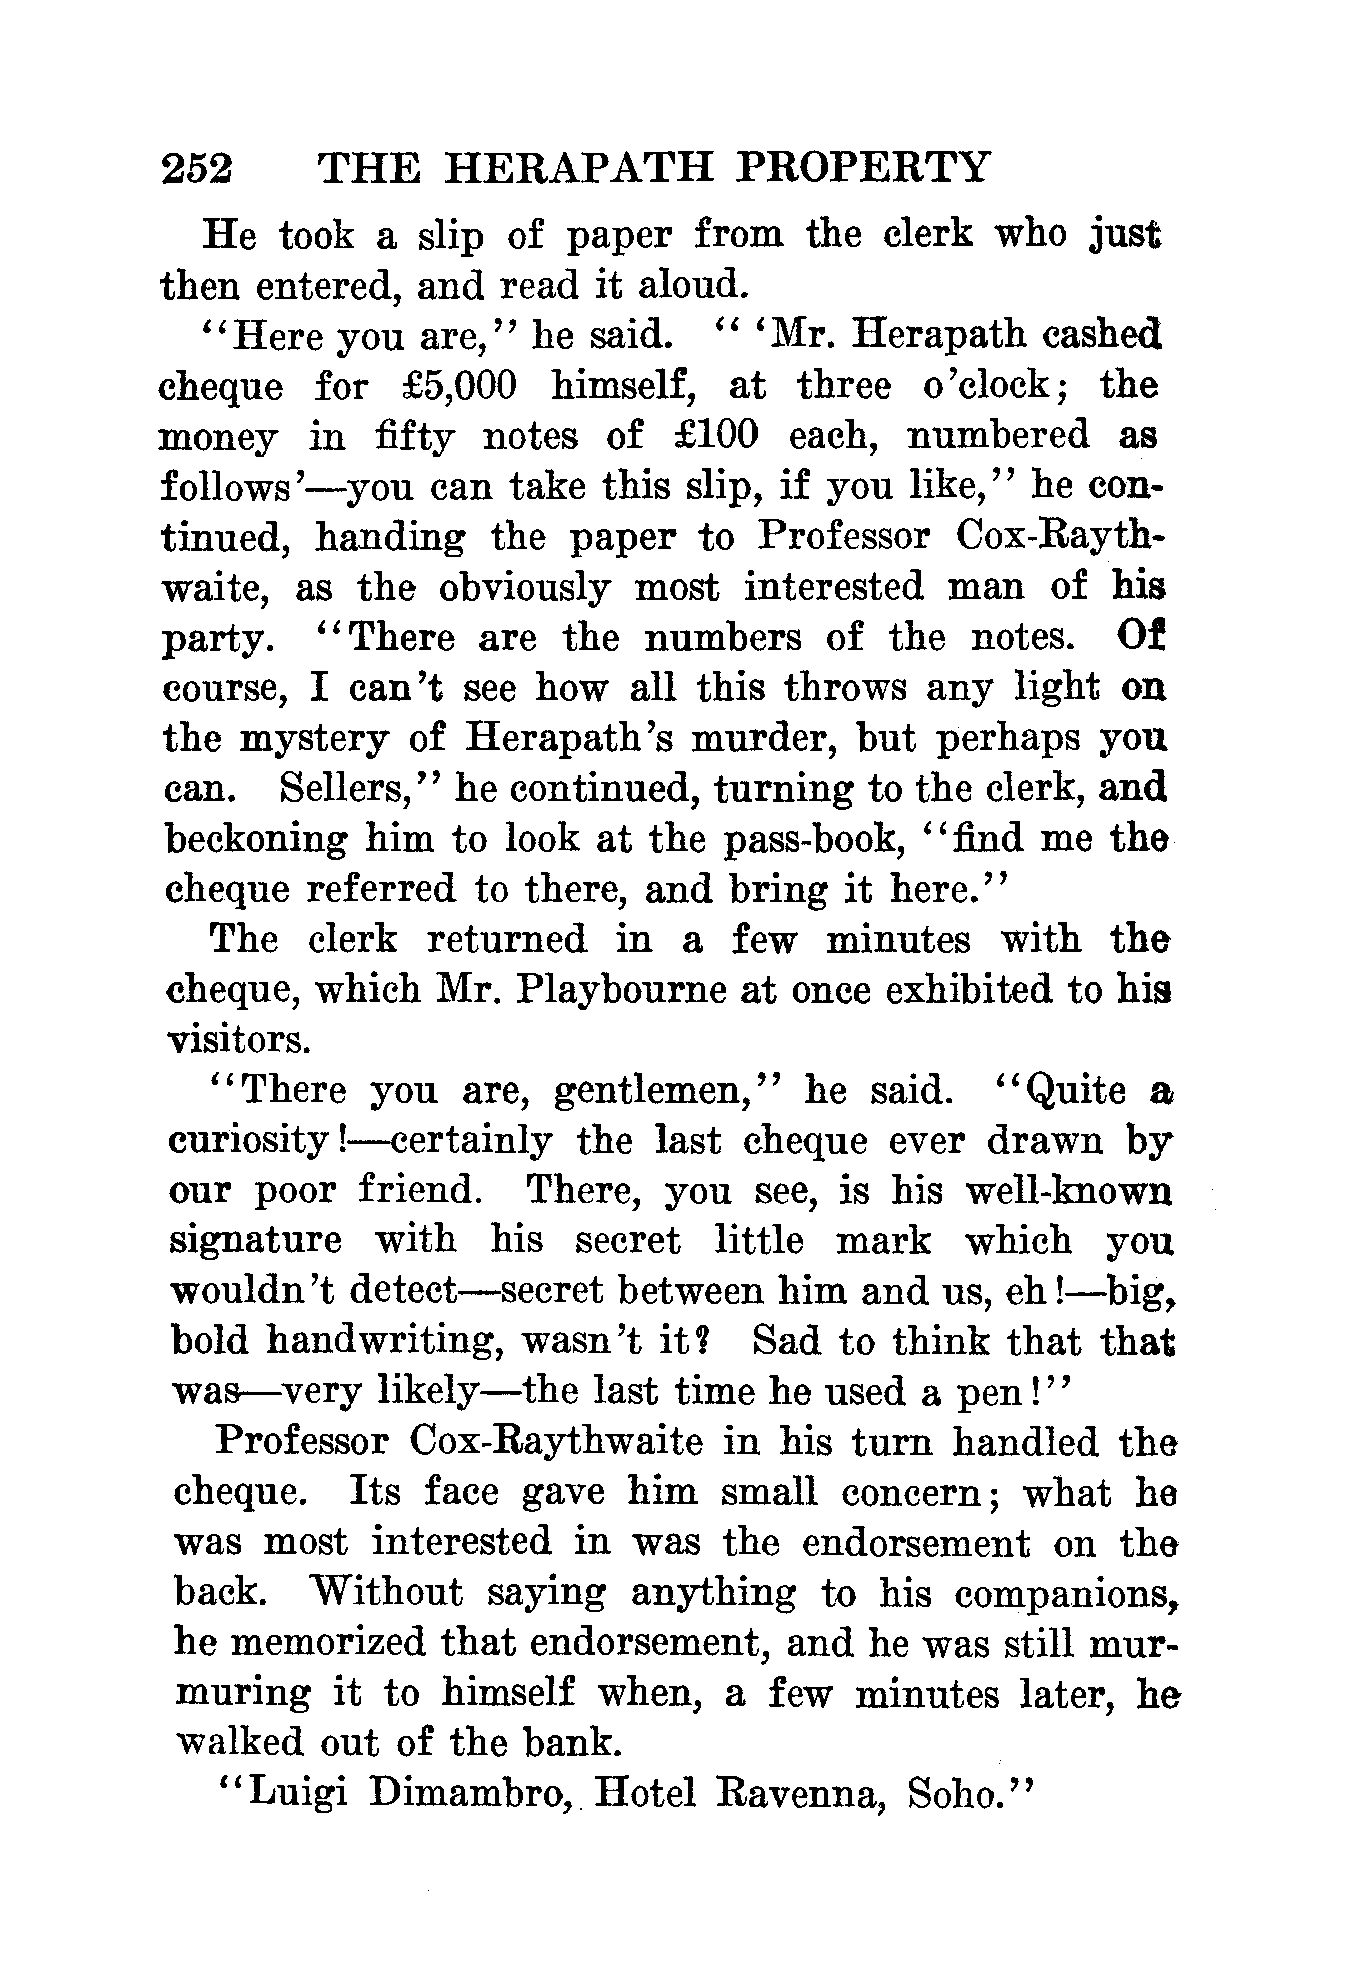 252 THE HERAPATH PROPERTY
He took a slip of paper from the clerk who just
then entered, and read it aloud.
"Here you are," he said. " 'Mr. Herapath cashed
cheque for £5,000 himself, at three o'clock; the
money in fifty notes of £100 each, numbered as
follows'—you can take this slip, if you like," he con-
tinued, handing the paper to Professor Cox-Rayth-
waite, as the obviously most interested man of his
party. "There are the numbers of the notes. Of
course, I can't see how all this throws any light on
the mystery of Herapath's murder, but perhaps you
can. Sellers," he continued, turning to the clerk, and
beckoning him to look at the pass-book, "find me the
cheque referred to there, and bring it here."
The clerk returned in a few minutes with the
cheque, which Mr. Playbourne at once exhibited to his
visitors.
"There you are, gentlemen," he said. "Quite a
curiosity!—certainly the last cheque ever drawn by
our poor friend. There, you see, is his well-known
signature with his secret little mark which you
wouldn't detect—secret between him and us, eh!—big,
bold handwriting, wasn't it? Sad to think that that
was—very likely—the last time he used a pen!"
Professor Cox-Raythwaite in his turn handled the
cheque. Its face gave him small concern; what he
was most interested in was the endorsement on the
back. Without saying anything to his companions,
he memorized that endorsement, and he was still mur-
muring it to himself when, a few minutes later, he
walked out of the bank.
"Luigi Dimambro, Hotel Ravenna, Soho."